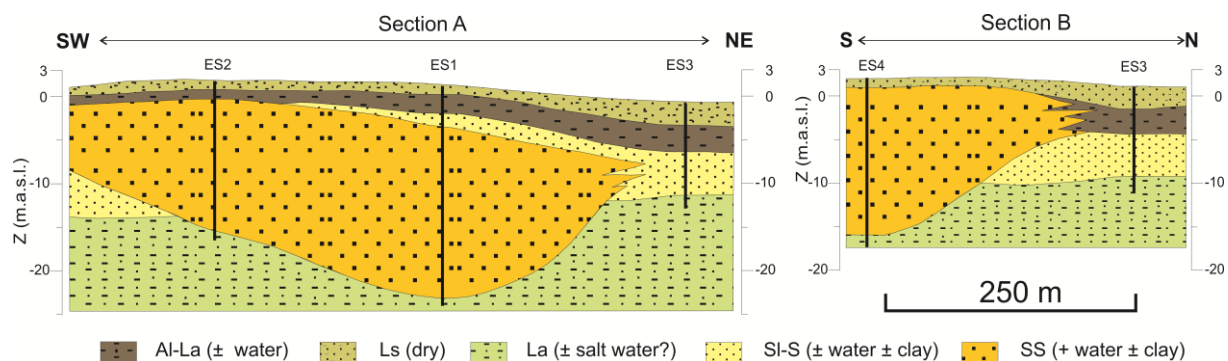 Section A
Section B
SW
NE
S
N
ES2
ES1
ES3
ES4
ES3
3
0
-10
-20
Z (m.a.s.l.)
3
0
-10
-20
3
0
-10
-20
Z (m.a.s.l.)
3
0
-10
-20
250 m
Al-La (± water)
Ls (dry)
La (± salt water?)
Sl-S (± water ± clay)
SS (+ water ± clay)